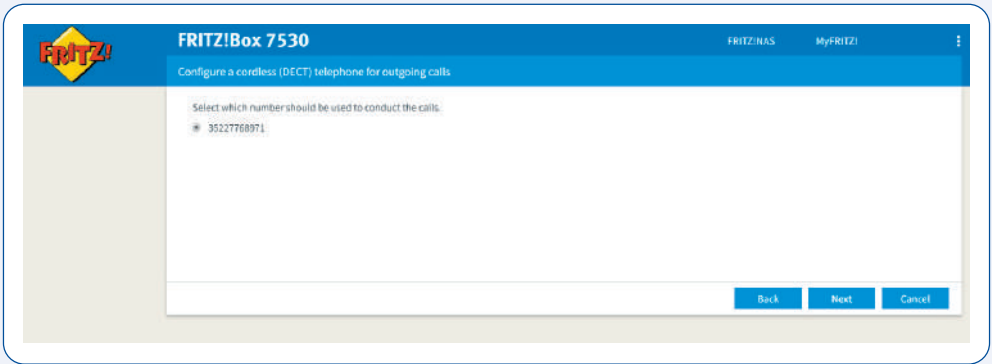 FRITZ!
FRITZ!Box 7530
FRITZ!NAS
MyFRITZ!
Configure a cordless (DECT) telephone for outgoing calls
Select which number should be used to conduct the calls.
35227768971
Back
Next
Cancel